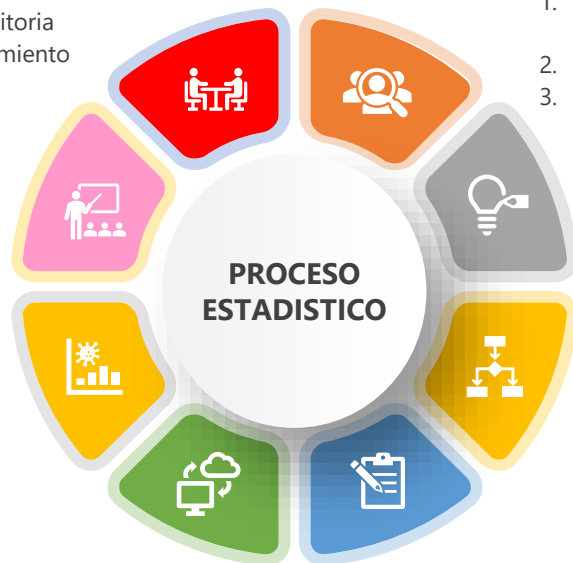 itoria
miento
1.
2.
3.
PROCESO
ESTADISTICO